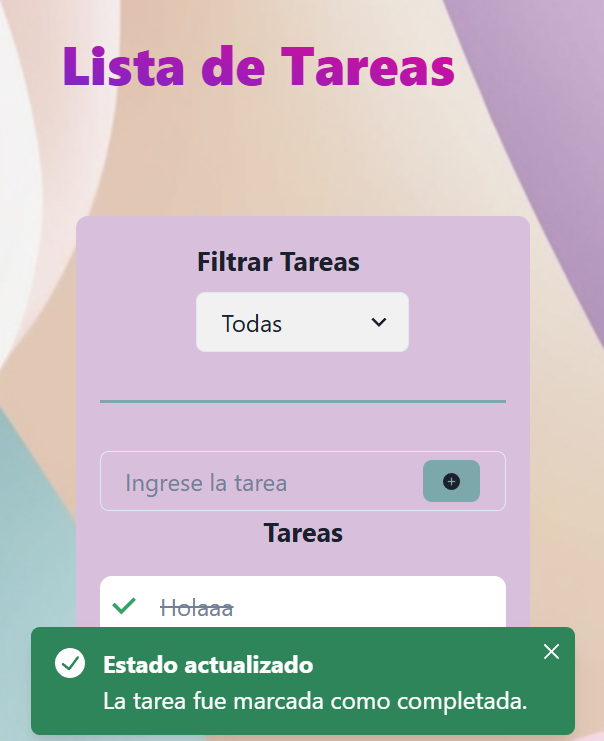 Lista de Tareas
Filtrar Tareas
Todas
Ingrese la tarea
Tareas
Holaaa
Estado actualizado
La tarea fue marcada como completada.